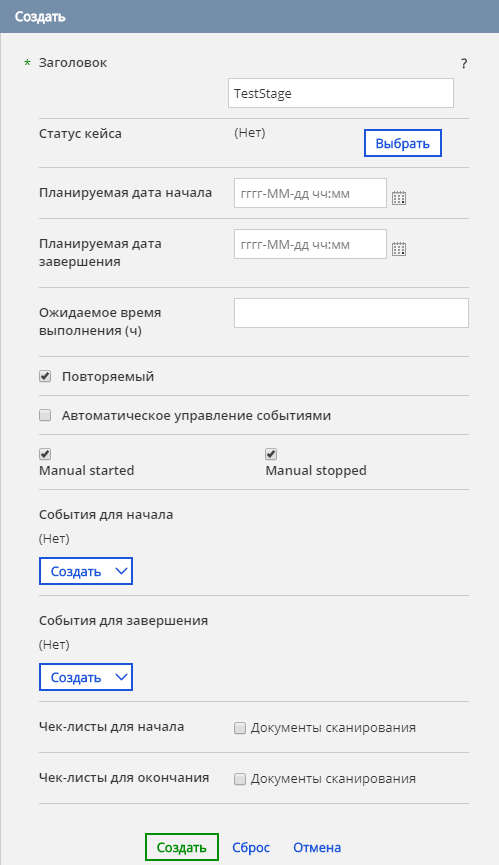 Создать
* Заголовок ?
TestStage
Статус кейса (Нет) Выбрать
Планируемая дата начала гггг-ММ-дд чч:мм
Планируемая дата гггг-ММ-дд чч:мм
завершения
Ожидаемое время
выполнения (ч)
Повторяемый
Автоматическое управление событиями
Manual started Manual stopped
События для начала
(Нет)
Создать
События для завершения
(Нет)
Создать
Чек-листы для начала Документы сканирования
Чек-листы для окончания Документы сканирования
Создать Сброс Отмена